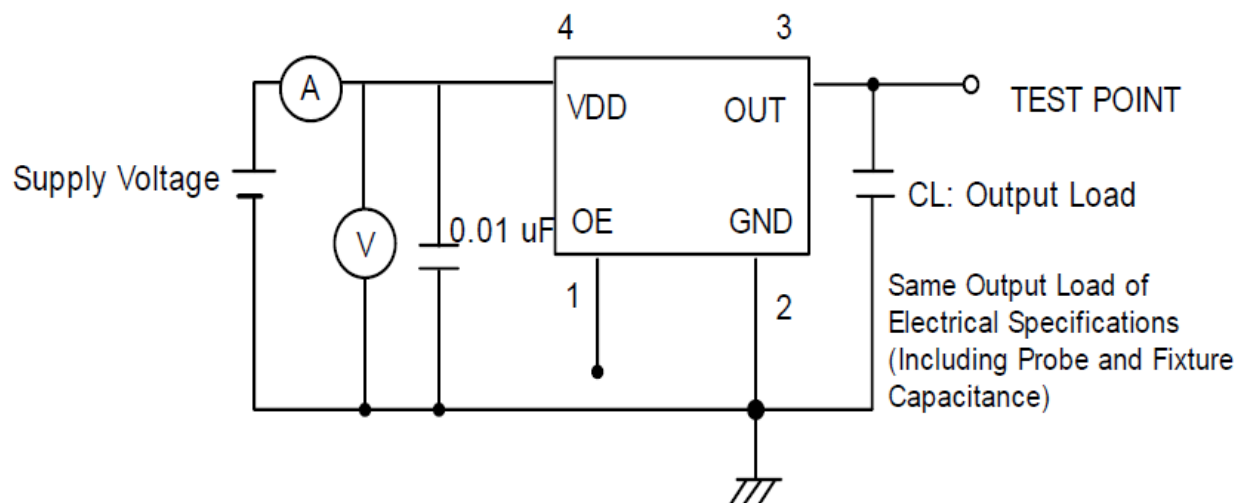 4
3
A
VDD
OUT
TEST POINT
Supply Voltage
CL: Output Load
V
0.01 uF
OE
GND
1
2
Same Output Load of
Electrical Specifications
(Including Probe and Fixture
Capacitance)